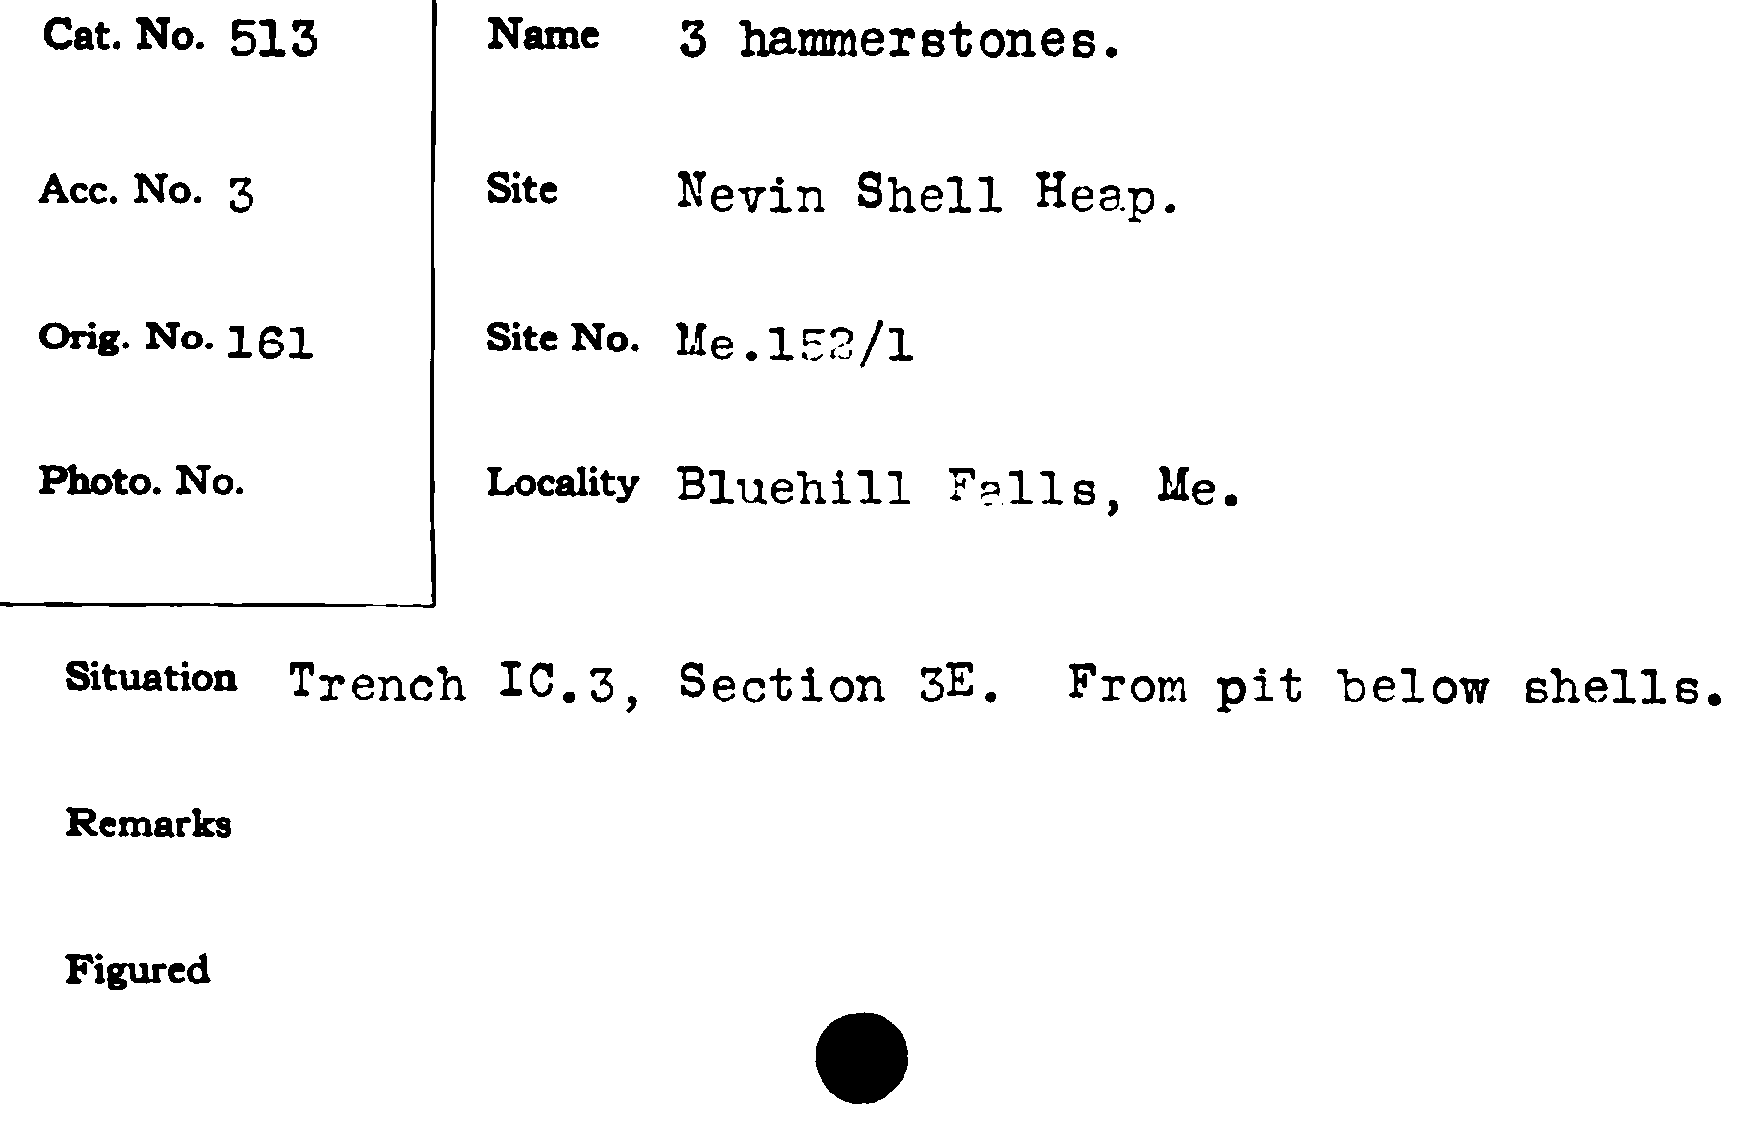 Cat. No. 513
Name 3 hammerstones.
Acc. No. 3
Site Nevin Shell Heap.
Orig. No. 161
Site No. Me.152/1
Photo. No.
Locality Bluehill Falls, Me.
Situation Trench IC.3, Section 3E. From pit below shells.
Remarks
Figured